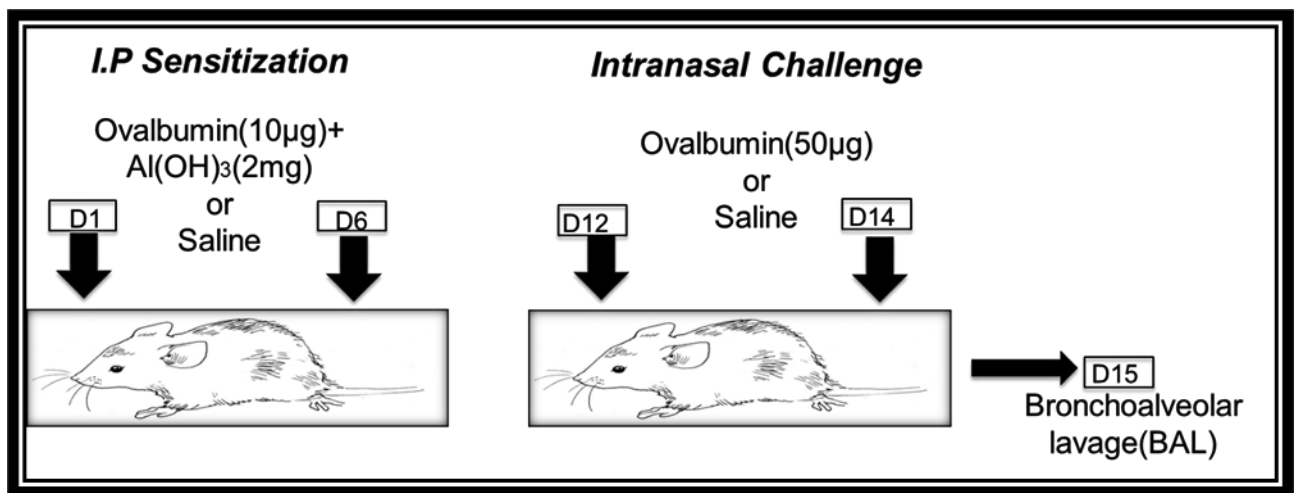 I.P Sensitization
Ovalbumin(10µg)+
Al(OH)3(2mg)
or
Saline
D1
D6
Intranasal Challenge
Ovalbumin(50µg)
or
Saline
D12
D14
D15
Bronchoalveolar
lavage(BAL)